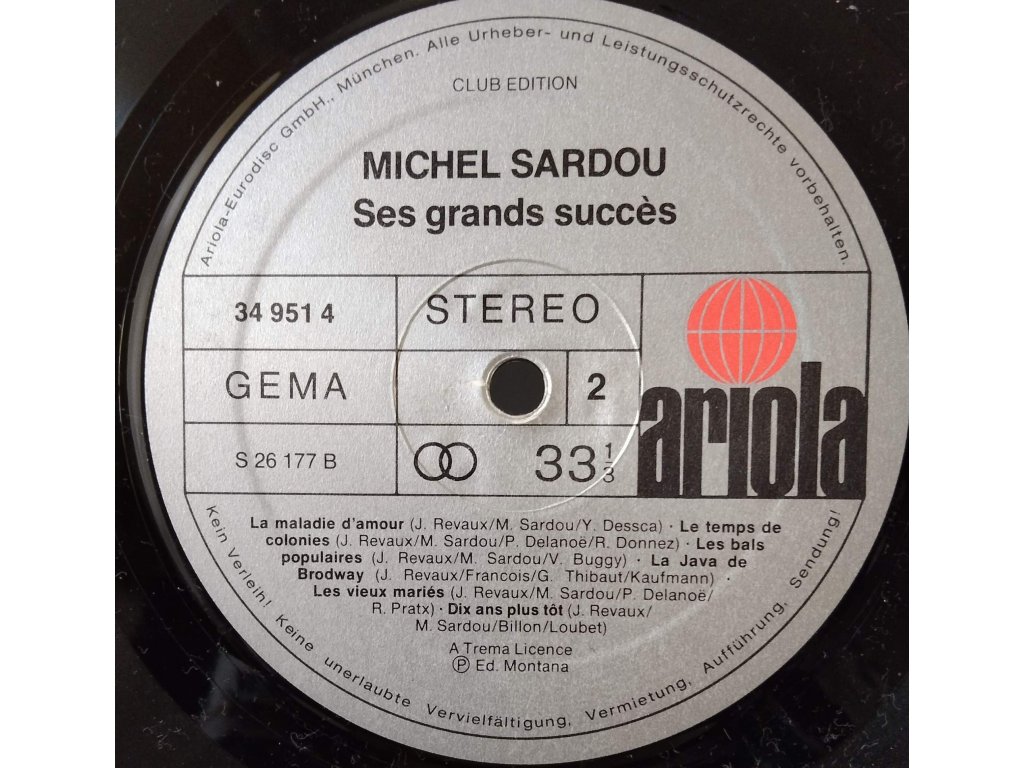 Ariola-Eurodisc GmbH., München. Alle Urheber- und Leistungsschutzrechte vorbehalten.
CLUB EDITION
MICHEL SARDOU
Ses grands succès
34 951 4
STEREO
GEMA
2
ariola
S 26 177 B
33 1/3
La maladie d'amour (J. Revaux/M. Sardou/Y. Dessca) · Le temps de
colonies (J. Revaux/M. Sardou/P. Delanoë/R. Donnez) · Les bals
populaires (J. Revaux/M. Sardou/V. Buggy) · La Java de
Brodway (J. Revaux/Francois/G. Thibaut/Kaufmann) ·
Les vieux mariés (J. Revaux/M. Sardou/P. Delanoë/
R. Pratx) · Dix ans plus tôt (J. Revaux/
M. Sardou/Billon/Loubet)
A Trema Licence
Ⓟ Ed. Montana
Kein Verleih! Keine unerlaubte Vervielfältigung, Vermietung, Aufführung, Sendung!